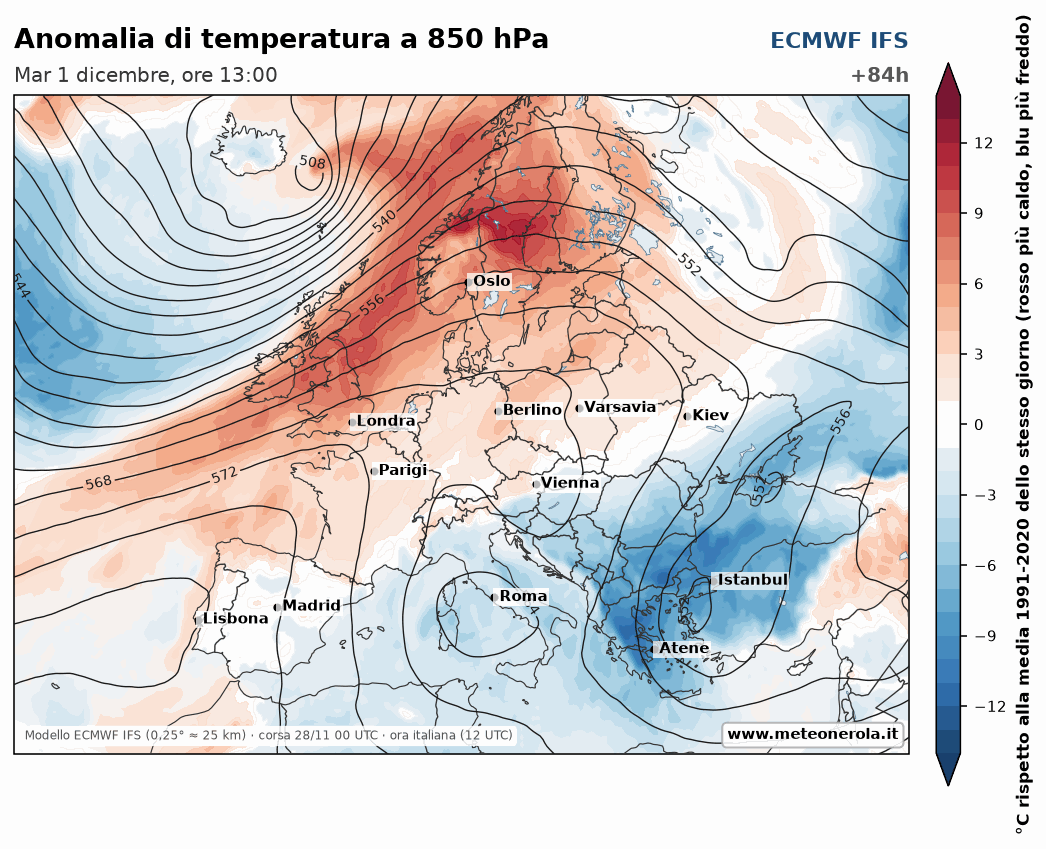 Anomalia di temperatura a 850 hPa
ECMWF IFS
Mar 1 dicembre, ore 13:00
+84h
508
540
544
552
556
Oslo
Berlino
Varsavia
Kiev
Londra
556
Parigi
568
572
Vienna
552
Istanbul
Roma
Madrid
Lisbona
Atene
Modello ECMWF IFS (0,25° ≈ 25 km) · corsa 28/11 00 UTC · ora italiana (12 UTC)
www.meteonerola.it
12
9
6
3
0
−3
−6
−9
−12
°C rispetto alla media 1991-2020 dello stesso giorno (rosso più caldo, blu più freddo)